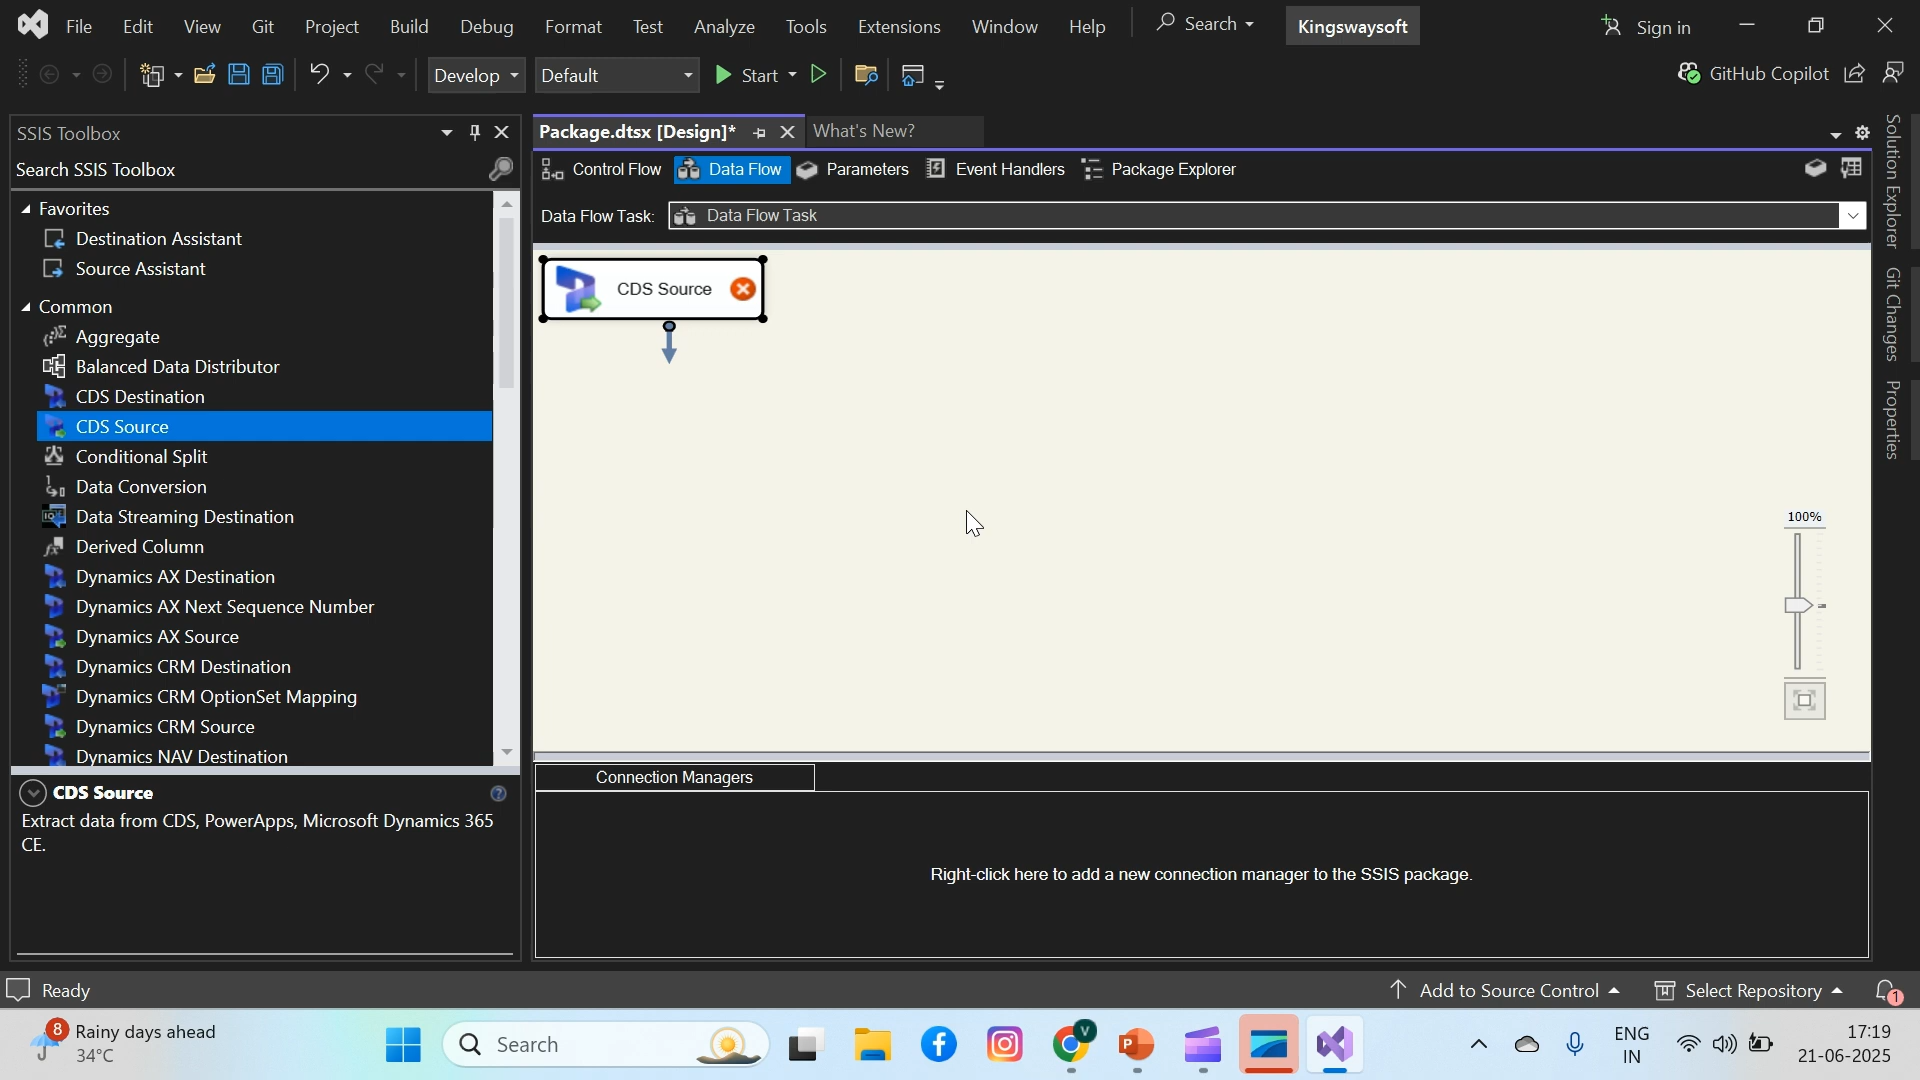 File Edit View Git Project Build Debug Format Test Analyze Tools Extensions Window Help Search Kingswaysoft Sign in
Develop Default Start GitHub Copilot
SSIS Toolbox
Search SSIS Toolbox
Favorites
Destination Assistant
Source Assistant
Common
Aggregate
Balanced Data Distributor
CDS Destination
CDS Source
Conditional Split
Data Conversion
Data Streaming Destination
Derived Column
Dynamics AX Destination
Dynamics AX Next Sequence Number
Dynamics AX Source
Dynamics CRM Destination
Dynamics CRM OptionSet Mapping
Dynamics CRM Source
Dynamics NAV Destination
CDS Source
Extract data from CDS, PowerApps, Microsoft Dynamics 365
CE.
Package.dtsx [Design]* What's New?
Control Flow Data Flow Parameters Event Handlers Package Explorer
Data Flow Task: Data Flow Task
CDS Source
100%
Connection Managers
Right-click here to add a new connection manager to the SSIS package.
Solution Explorer
Git Changes
Properties
Ready Add to Source Control Select Repository 1
8 Rainy days ahead
34°C
Search
V
P
ENG
IN
17:19
21-06-2025